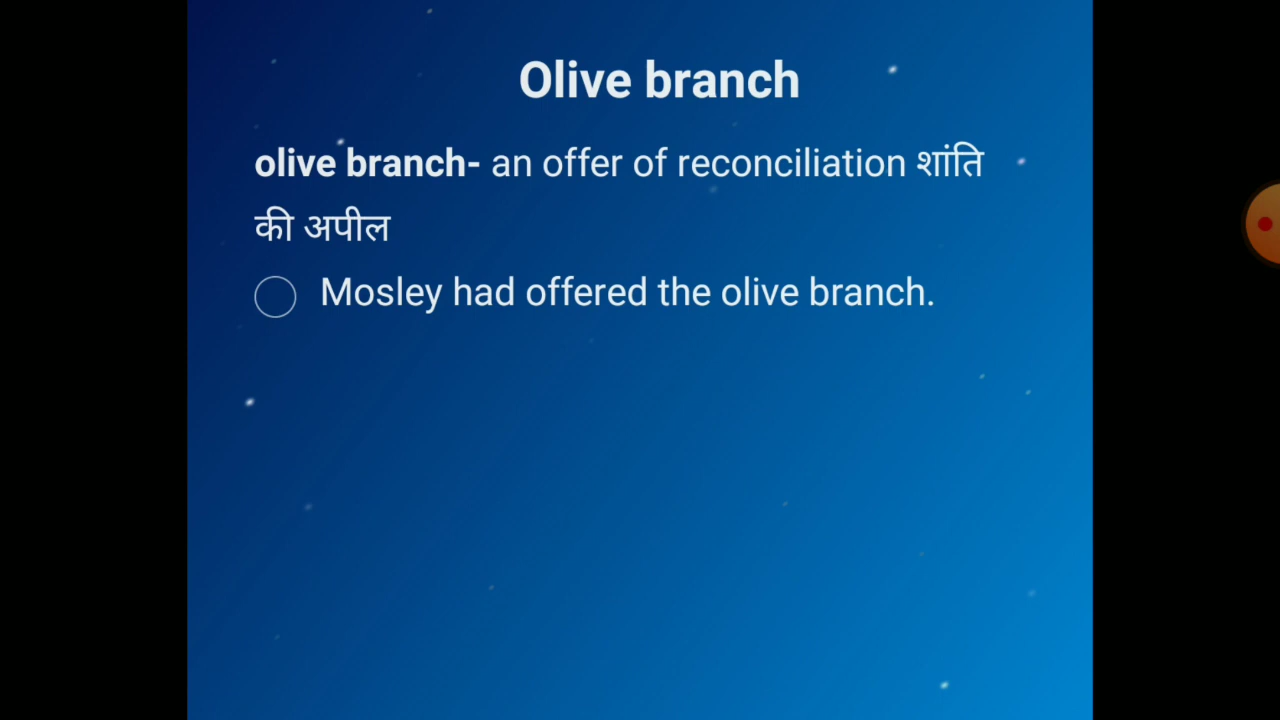 Olive branch
olive branch- an offer of reconciliation शांति
की अपील
Mosley had offered the olive branch.